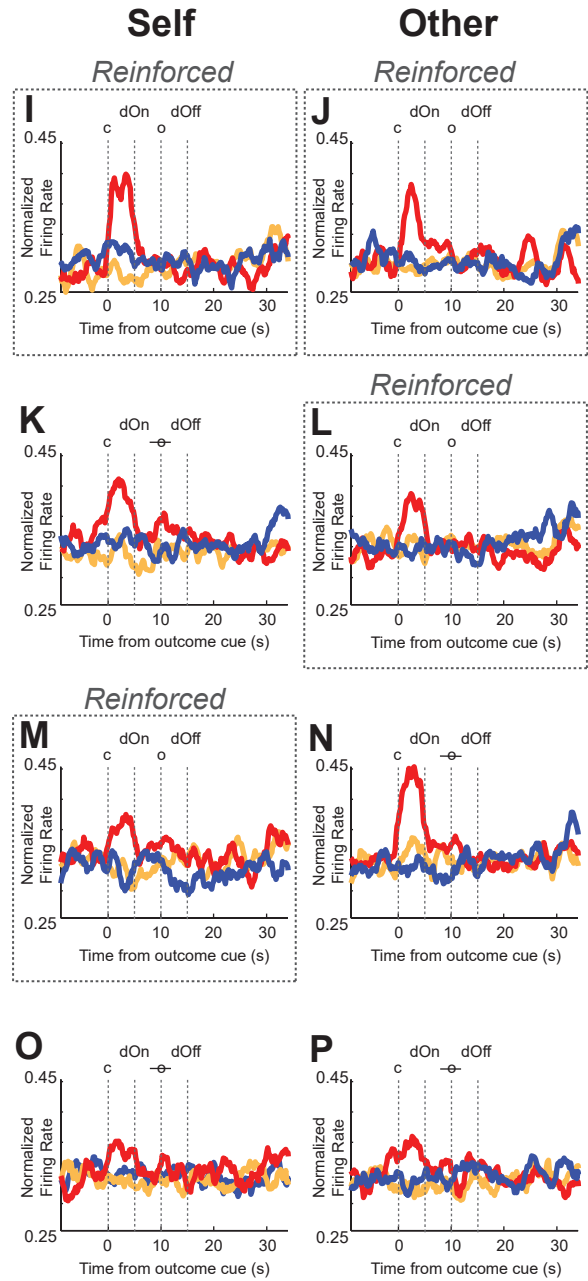 Self Other
Reinforced Reinforced
I J
dOn dOff dOn dOff
c o c o
0.45 0.45
Normalized Firing Rate Normalized Firing Rate
0.25 0.25
0 10 20 30 0 10 20 30
Time from outcome cue (s) Time from outcome cue (s)
Reinforced
K L
dOn dOff dOn dOff
c o c o
0.45 0.45
Normalized Firing Rate Normalized Firing Rate
0.25 0.25
0 10 20 30 0 10 20 30
Time from outcome cue (s) Time from outcome cue (s)
Reinforced
M N
dOn dOff dOn dOff
c o c o
0.45 0.45
Normalized Firing Rate Normalized Firing Rate
0.25 0.25
0 10 20 30 0 10 20 30
Time from outcome cue (s) Time from outcome cue (s)
O P
dOn dOff dOn dOff
c o c o
0.45 0.45
Normalized Firing Rate Normalized Firing Rate
0.25 0.25
0 10 20 30 0 10 20 30
Time from outcome cue (s) Time from outcome cue (s)